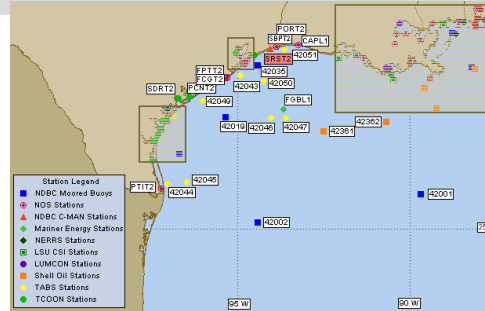 PORT2
SBPT2
CAPL1
42051
SRST2
FPTT2
42035
FCGT2
42043
42050
SDRT2
PCNT2
42049
FGBL1
42019
42046
42047
42362
42361
PTIT2
42045
42044
42001
42002
25
95 W
90 W
Station Legend
NDBC Moored Buoys
NOS Stations
NDBC C-MAN Stations
Mariner Energy Stations
NERRS Stations
LSU CSI Stations
LUMCON Stations
Shell Oil Stations
TABS Stations
TCOON Stations